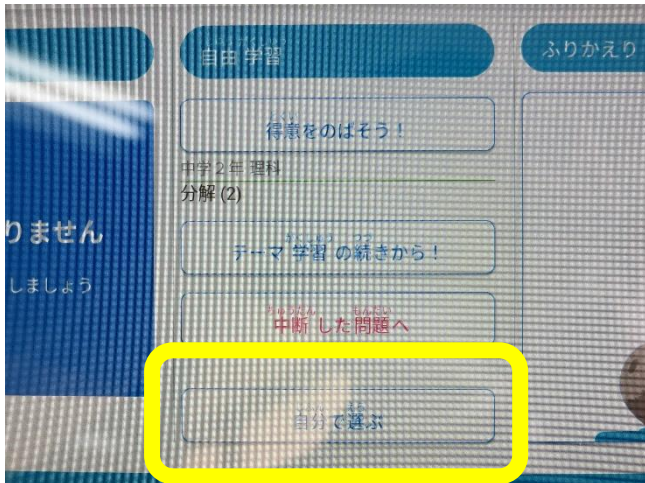 自由学習
ふりかえり
得意をのばそう！
中学2年 理科
分解 (2)
りません
しましょう
テーマ学習の続きから！
中断した問題へ
自分で選ぶ